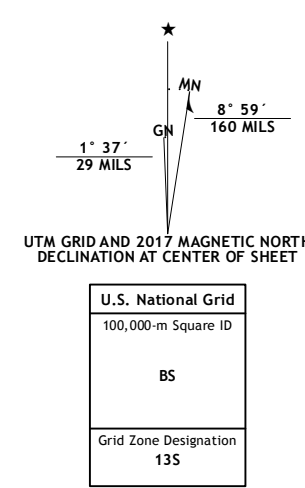 ★
MN
GN
8° 59´
160 MILS
1° 37´
29 MILS
UTM GRID AND 2017 MAGNETIC NORTH
DECLINATION AT CENTER OF SHEET
U.S. National Grid
100,000-m Square ID
BS
Grid Zone Designation
13S